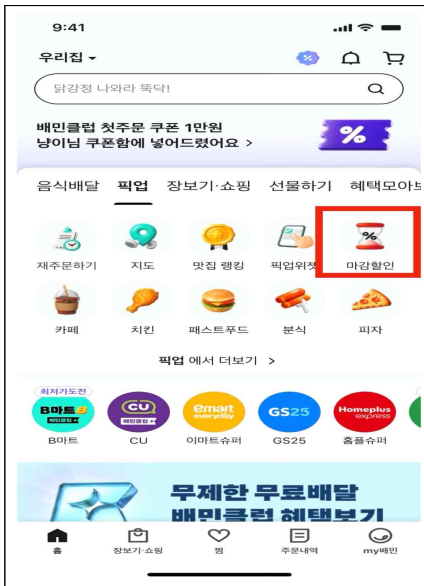 9:41
우리집
닭강정 나와라 뚝딱!
배민클럽 첫주문 쿠폰 1만원
냥이님 쿠폰함에 넣어드렸어요 >
%
음식배달 픽업 장보기·쇼핑 선물하기 혜택모아보
%
재주문하기 지도 맛집 랭킹 픽업위젯 마감할인
카페 치킨 패스트푸드 분식 피자
픽업 에서 더보기 >
최저가도전
B마트 CU emart everyday GS25 Homeplus express
배민클럽 배민클럽
B마트 CU 이마트슈퍼 GS25 홈플슈퍼
무제한 무료배달
배민클럽 혜택보기
홈 장보기·쇼핑 찜 주문내역 my배민